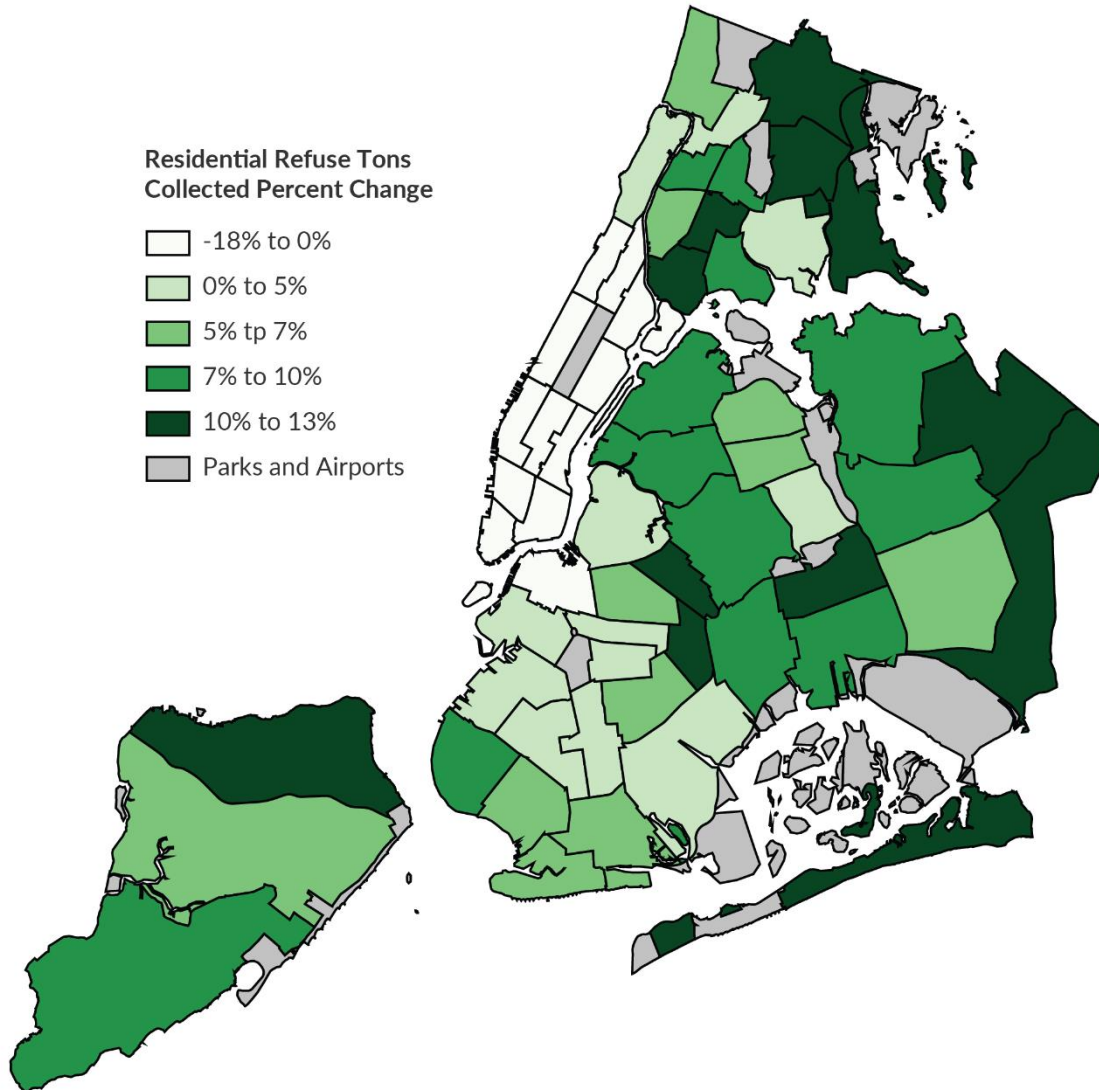 Residential Refuse Tons
Collected Percent Change
-18% to 0%
0% to 5%
5% tp 7%
7% to 10%
10% to 13%
Parks and Airports